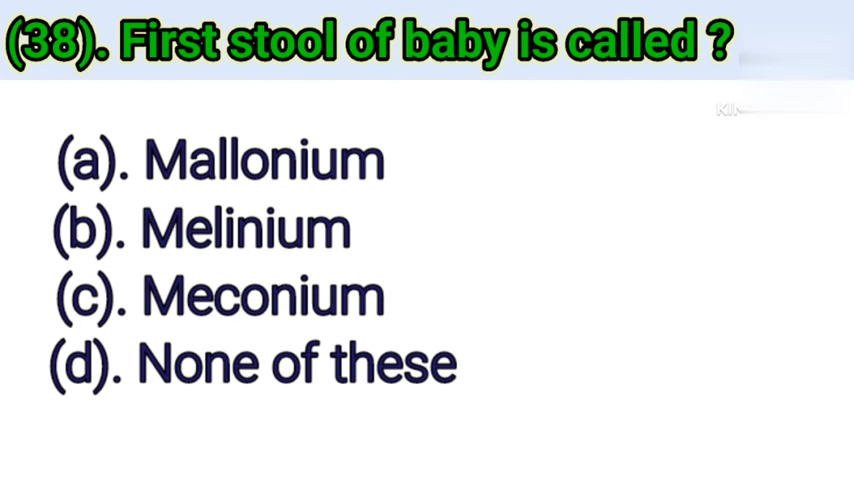 (38). First stool of baby is called ?
(a). Mallonium
(b). Melinium
(c). Meconium
(d). None of these